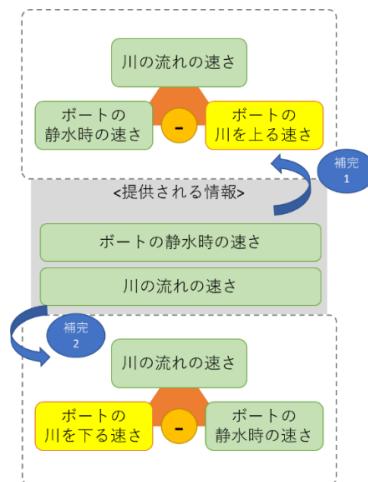 川の流れの速さ
ボートの
静水時の速さ
-
ボートの
川を上る速さ
補完
1
<提供される情報>
ボートの静水時の速さ
川の流れの速さ
補完
2
川の流れの速さ
ボートの
川を下る速さ
-
ボートの
静水時の速さ